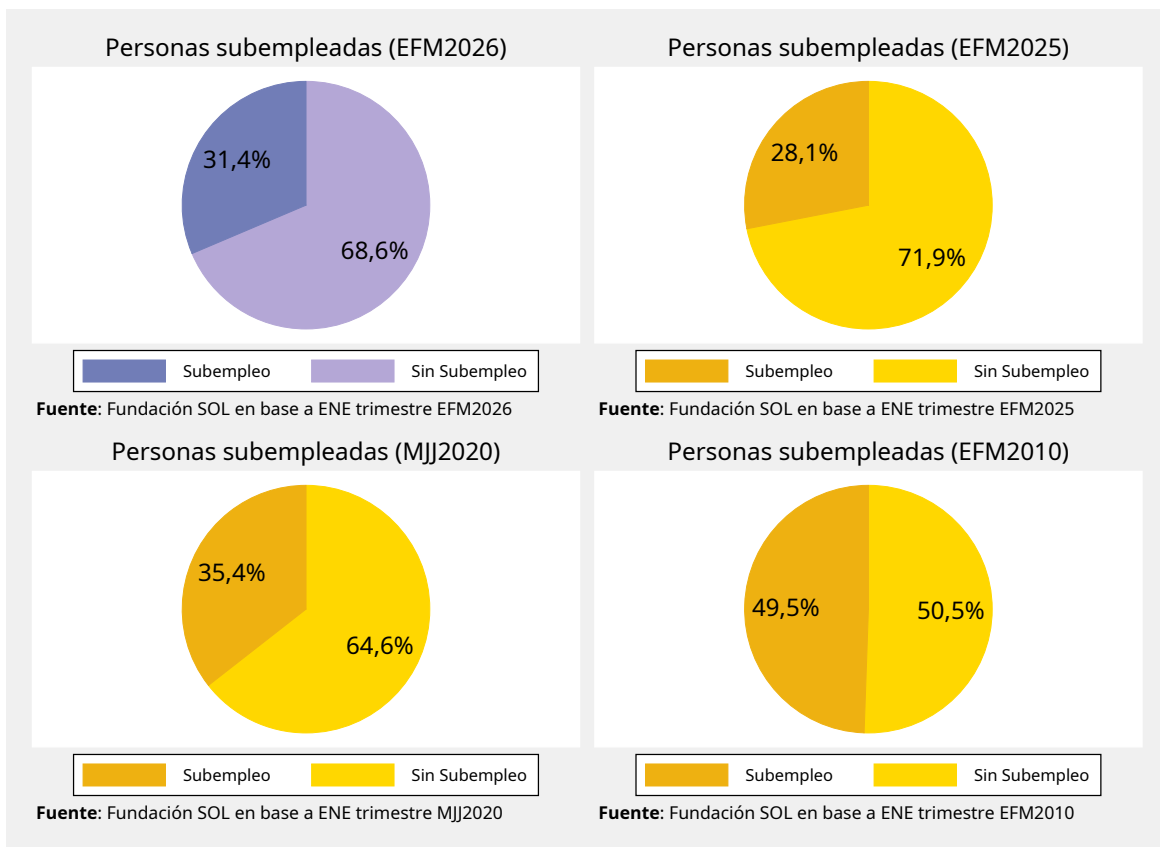 Personas subempleadas (EFM2026)
31,4%
68,6%
Subempleo
Sin Subempleo
Fuente: Fundación SOL en base a ENE trimestre EFM2026
Personas subempleadas (EFM2025)
28,1%
71,9%
Subempleo
Sin Subempleo
Fuente: Fundación SOL en base a ENE trimestre EFM2025
Personas subempleadas (MJJ2020)
35,4%
64,6%
Subempleo
Sin Subempleo
Fuente: Fundación SOL en base a ENE trimestre MJJ2020
Personas subempleadas (EFM2010)
49,5%
50,5%
Subempleo
Sin Subempleo
Fuente: Fundación SOL en base a ENE trimestre EFM2010